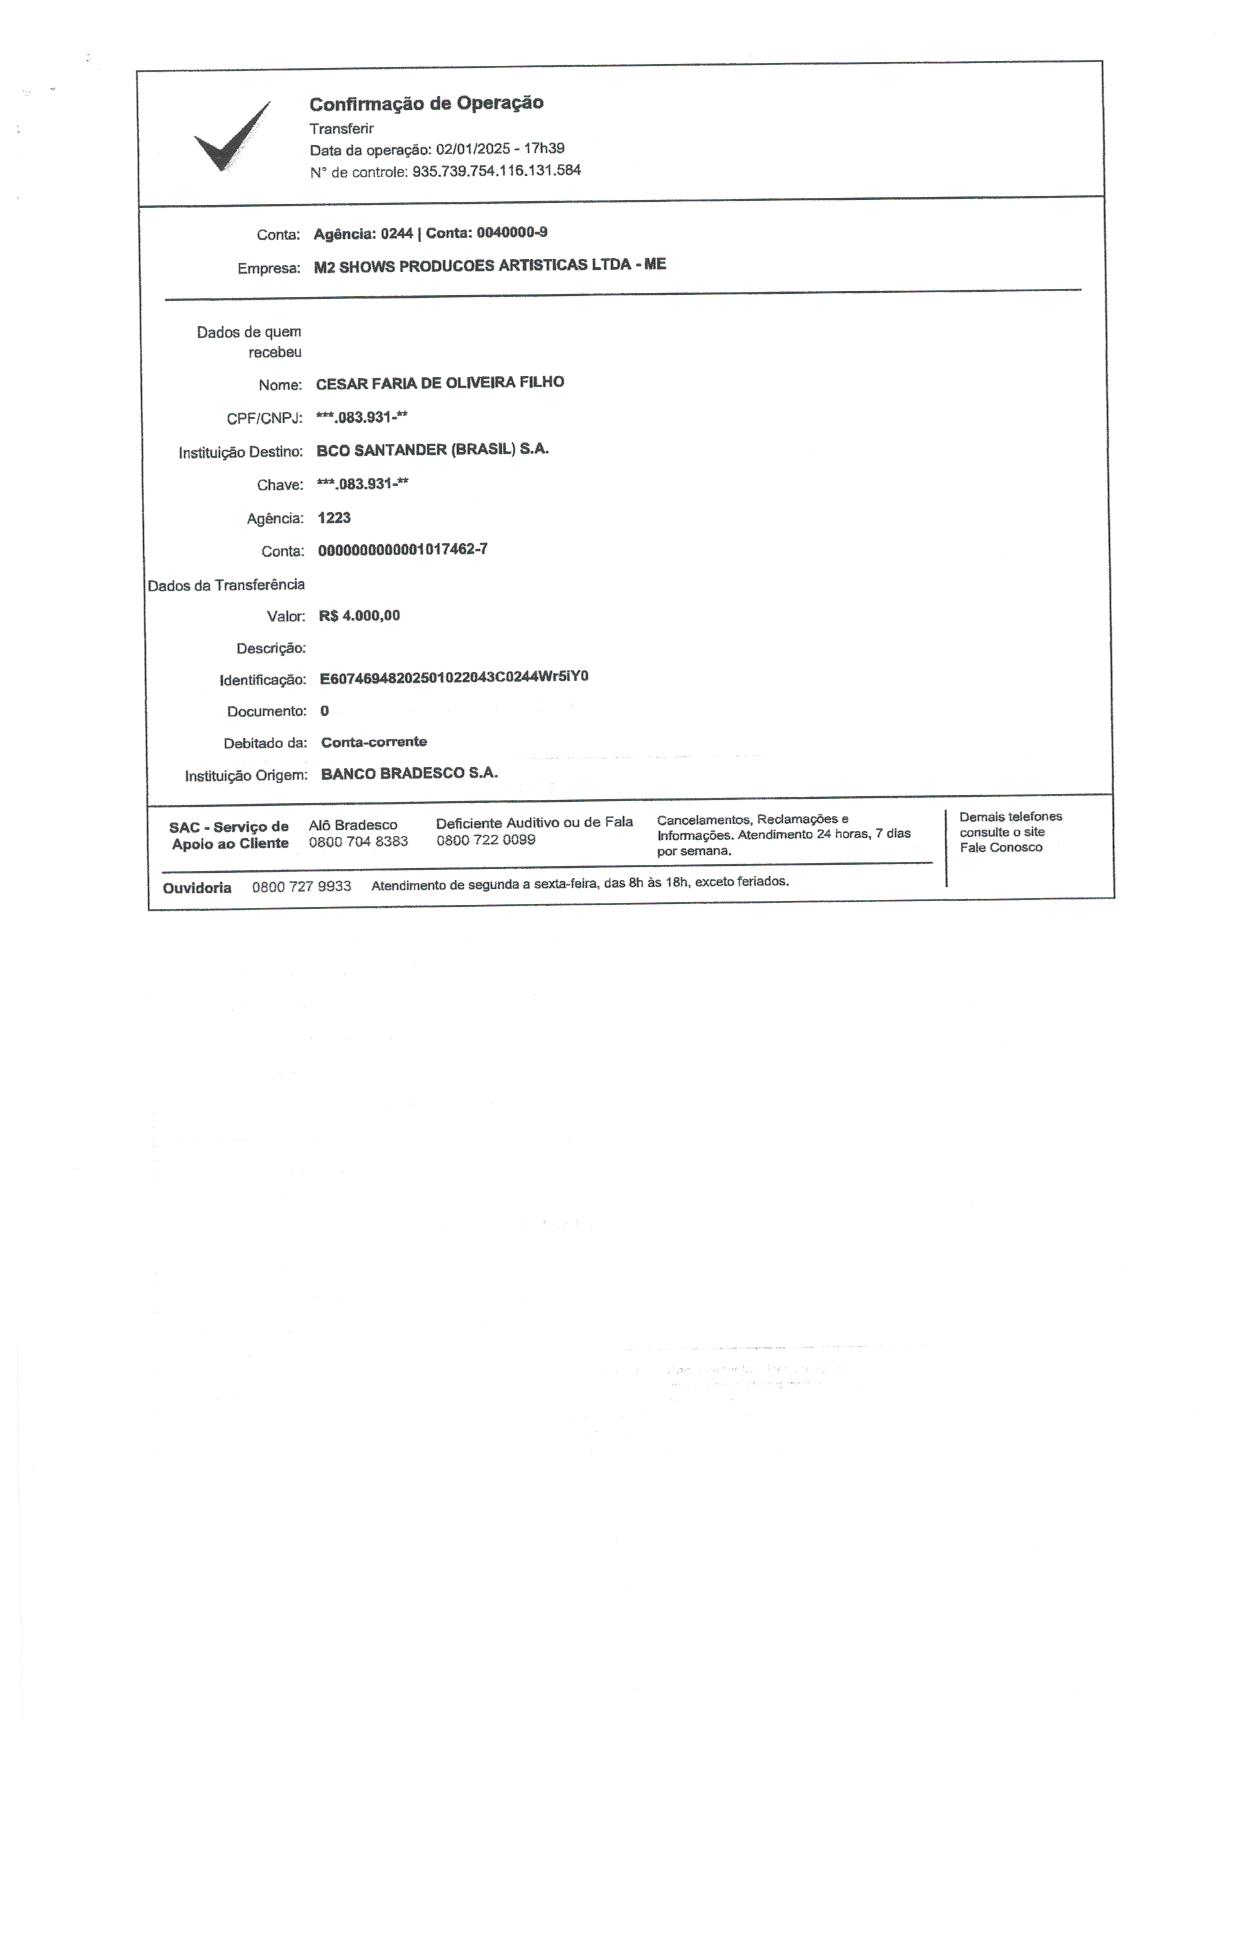 Confirmação de Operação
Transferir
Data da operação: 02/01/2025 - 17h39
N° de controle: 935.739.754.116.131.584
Conta: Agência: 0244 | Conta: 0040000-9
Empresa: M2 SHOWS PRODUCOES ARTISTICAS LTDA - ME
Dados de quem
recebeu
Nome: CESAR FARIA DE OLIVEIRA FILHO
CPF/CNPJ: ***.083.931-**
Instituição Destino: BCO SANTANDER (BRASIL) S.A.
Chave: ***.083.931-**
Agência: 1223
Conta: 0000000000001017462-7
Dados da Transferência
Valor: R$ 4.000,00
Descrição:
Identificação: E60746948202501022043C0244Wr5iY0
Documento: 0
Debitado da: Conta-corrente
Instituição Origem: BANCO BRADESCO S.A.
SAC - Serviço de
Apoio ao Cliente
Alô Bradesco
0800 704 8383
Deficiente Auditivo ou de Fala
0800 722 0099
Cancelamentos, Reclamações e
Informações. Atendimento 24 horas, 7 dias
por semana.
Demais telefones
consulte o site
Fale Conosco
Ouvidoria 0800 727 9933 Atendimento de segunda a sexta-feira, das 8h às 18h, exceto feriados.